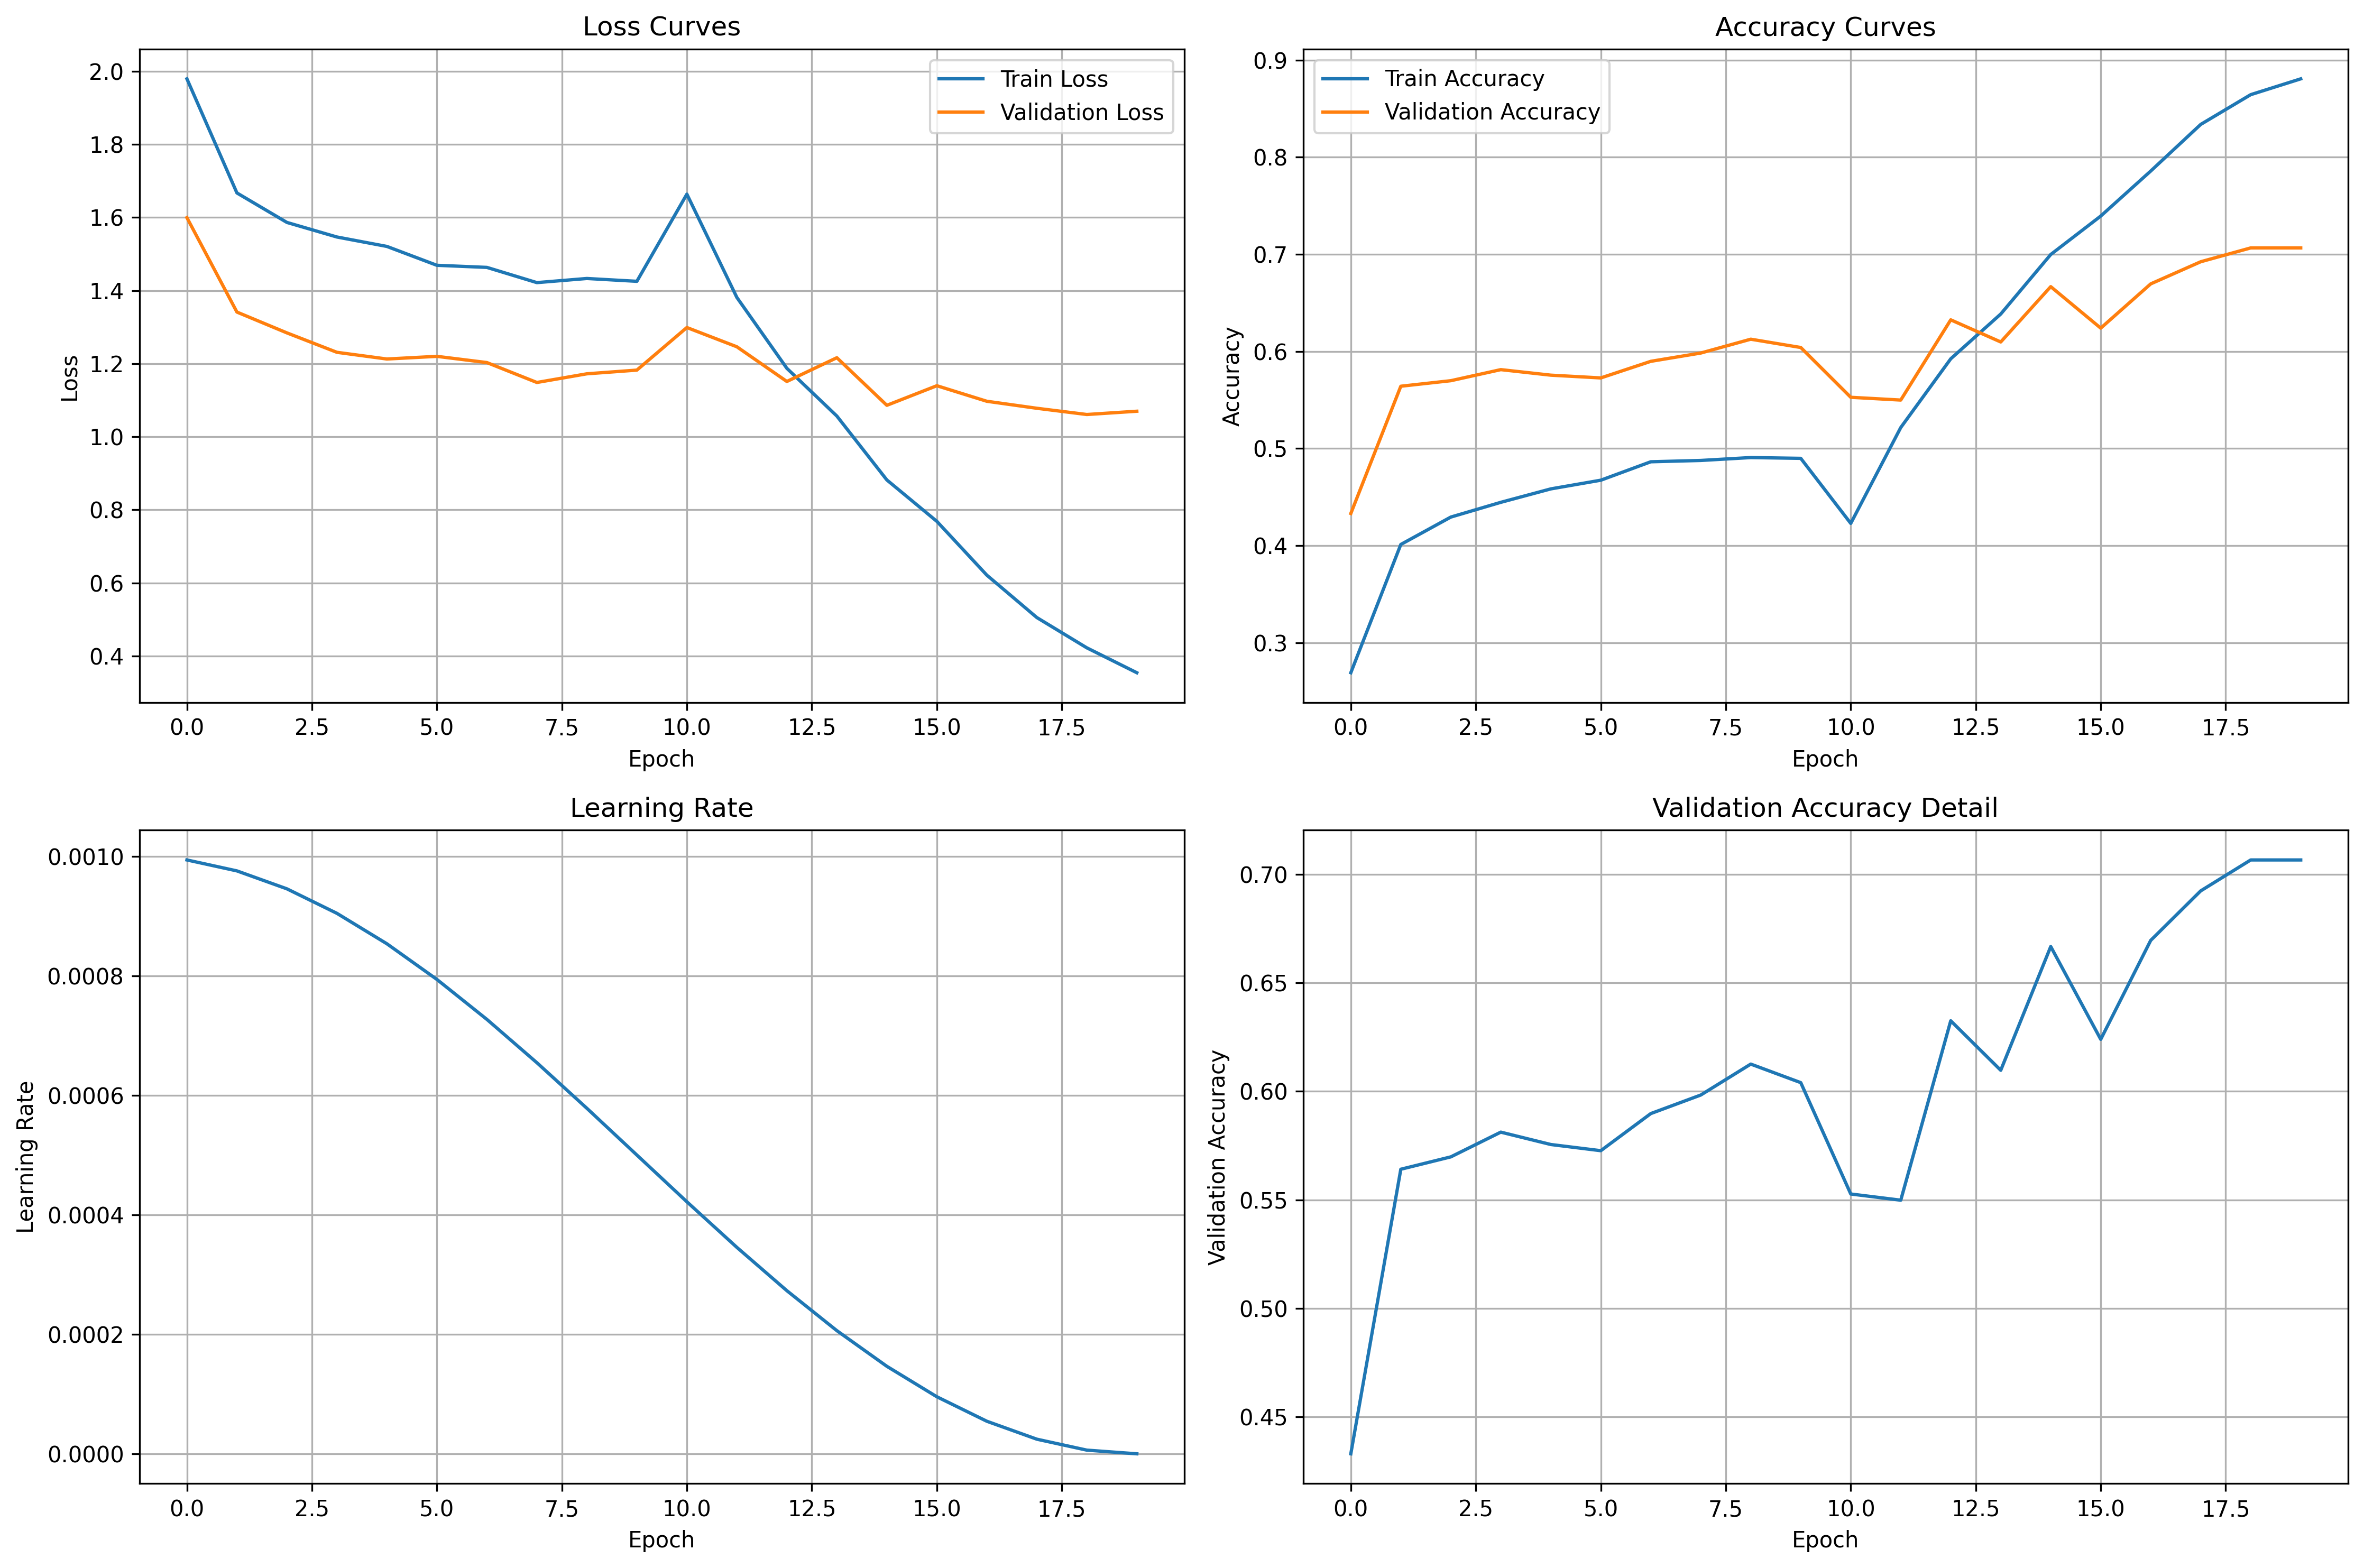 Loss Curves
Train Loss
Validation Loss
2.0
1.8
1.6
1.4
1.2
1.0
0.8
0.6
0.4
Loss
0.0 2.5 5.0 7.5 10.0 12.5 15.0 17.5
Epoch
Accuracy Curves
Train Accuracy
Validation Accuracy
0.9
0.8
0.7
0.6
0.5
0.4
0.3
Accuracy
0.0 2.5 5.0 7.5 10.0 12.5 15.0 17.5
Epoch
Learning Rate
0.0010
0.0008
0.0006
0.0004
0.0002
0.0000
Learning Rate
0.0 2.5 5.0 7.5 10.0 12.5 15.0 17.5
Epoch
Validation Accuracy Detail
0.70
0.65
0.60
0.55
0.50
0.45
Validation Accuracy
0.0 2.5 5.0 7.5 10.0 12.5 15.0 17.5
Epoch